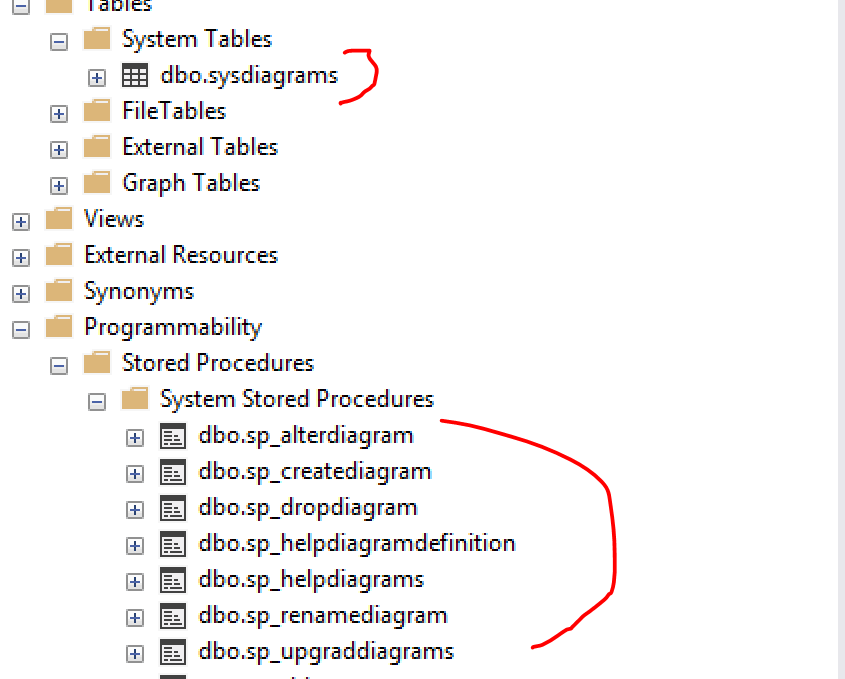 Tables
System Tables
dbo.sysdiagrams
FileTables
External Tables
Graph Tables
Views
External Resources
Synonyms
Programmability
Stored Procedures
System Stored Procedures
dbo.sp_alterdiagram
dbo.sp_creatediagram
dbo.sp_dropdiagram
dbo.sp_helpdiagramdefinition
dbo.sp_helpdiagrams
dbo.sp_renamediagram
dbo.sp_upgraddiagrams